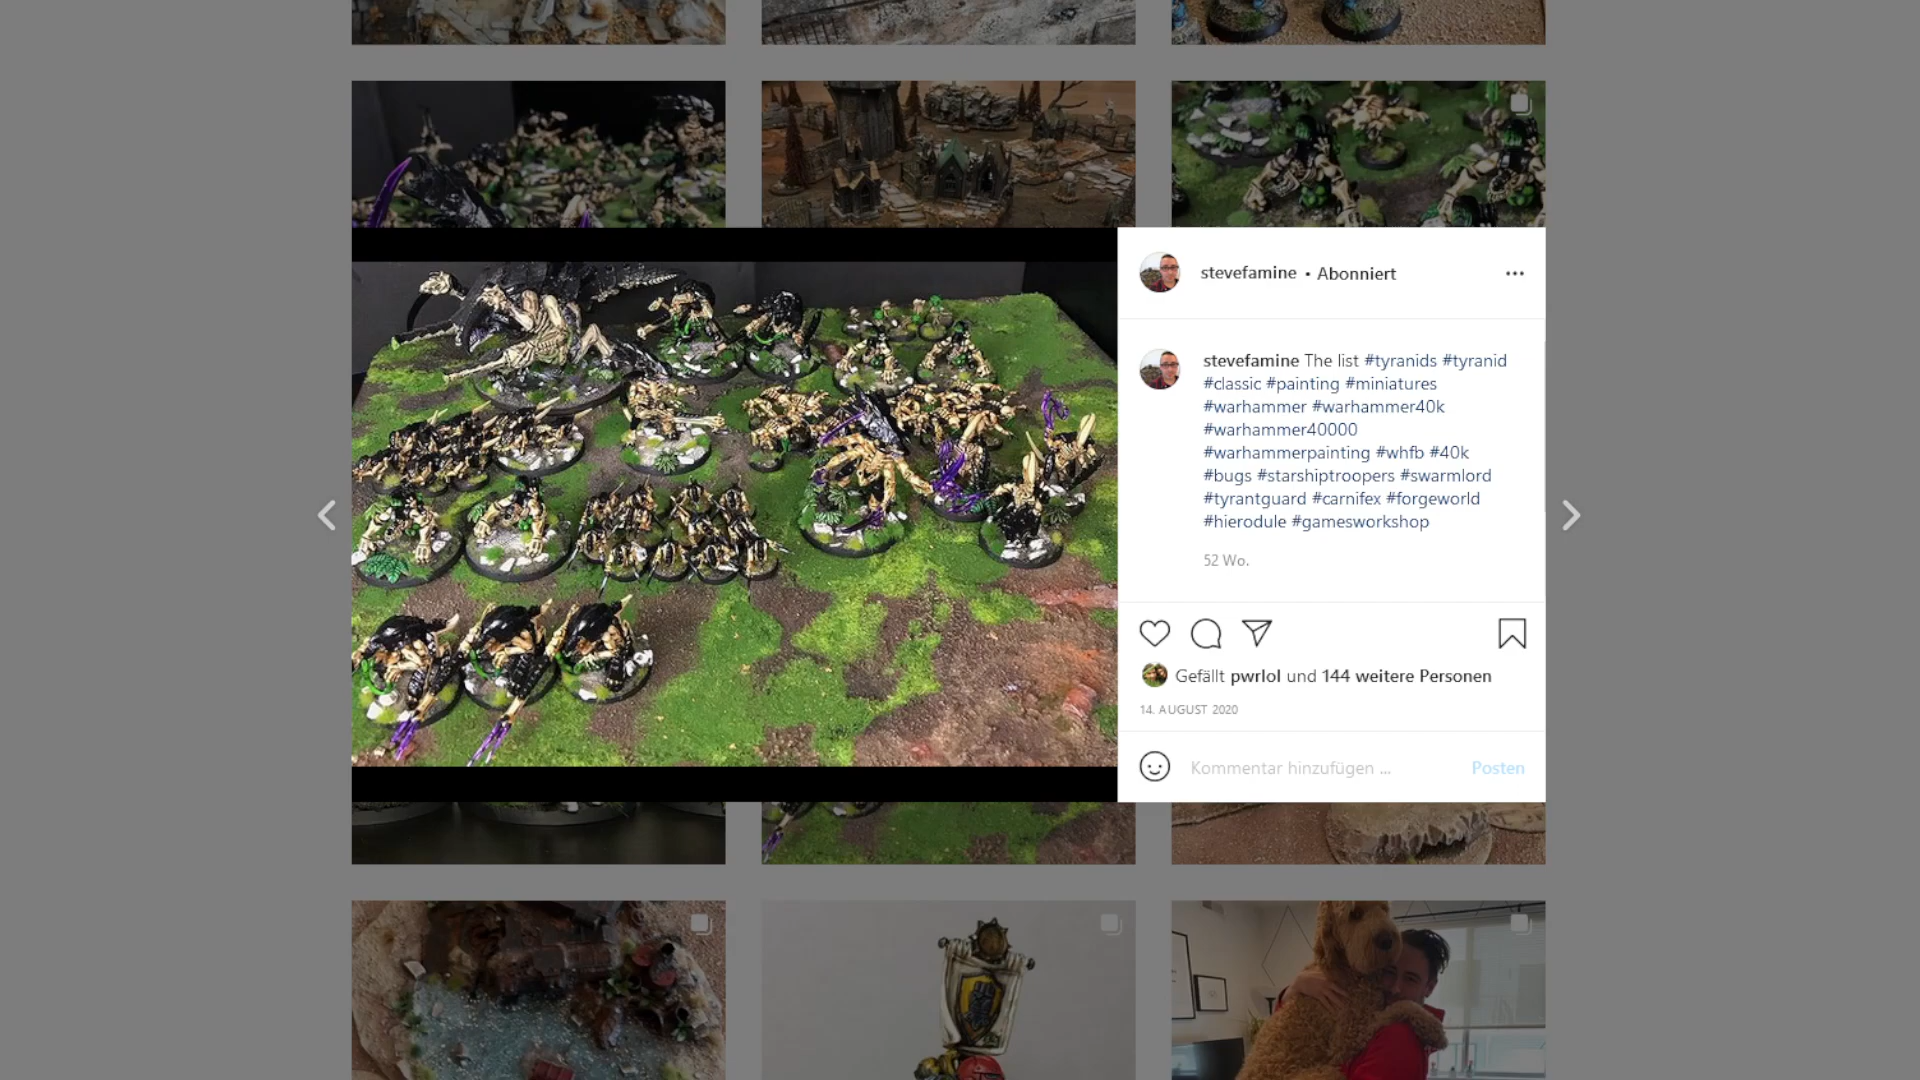 stevefamine • Abonniert
stevefamine The list #tyranids #tyranid
#classic #painting #miniatures
#warhammer #warhammer40k
#warhammer40000
#warhammerpainting #whfb #40k
#bugs #starshiptroopers #swarmlord
#tyrantguard #carnifex #forgeworld
#hierodule #gamesworkshop
52 Wo.
Gefällt pwrlol und 144 weitere Personen
14. AUGUST 2020
Kommentar hinzufügen ... Posten